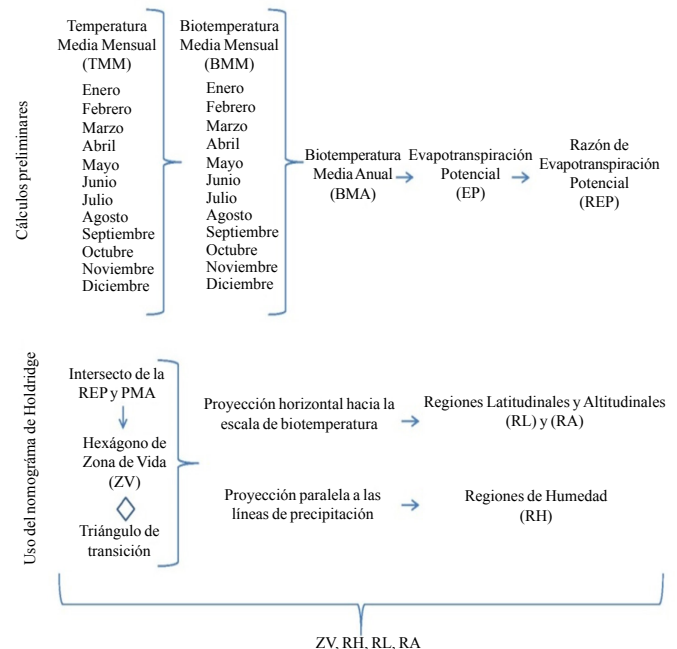 Cálculos preliminares
Temperatura
Media Mensual
(TMM)
Enero
Febrero
Marzo
Abril
Mayo
Junio
Julio
Agosto
Septiembre
Octubre
Noviembre
Diciembre
Biotemperatura
Media Mensual
(BMM)
Enero
Febrero
Marzo
Abril
Mayo
Junio
Julio
Agosto
Septiembre
Octubre
Noviembre
Diciembre
Biotemperatura
Media Anual
(BMA)
Evapotranspiración
Potencial
(EP)
Razón de
Evapotranspiración
Potencial
(REP)
Uso del nomográma de Holdridge
Intersecto de la
REP y PMA
Hexágono de
Zona de Vida
(ZV)
Triángulo de
transición
Proyección horizontal hacia la
escala de biotemperatura
Regiones Latitudinales y Altitudinales
(RL) y (RA)
Proyección paralela a las
líneas de precipitación
Regiones de Humedad
(RH)
ZV, RH, RL, RA